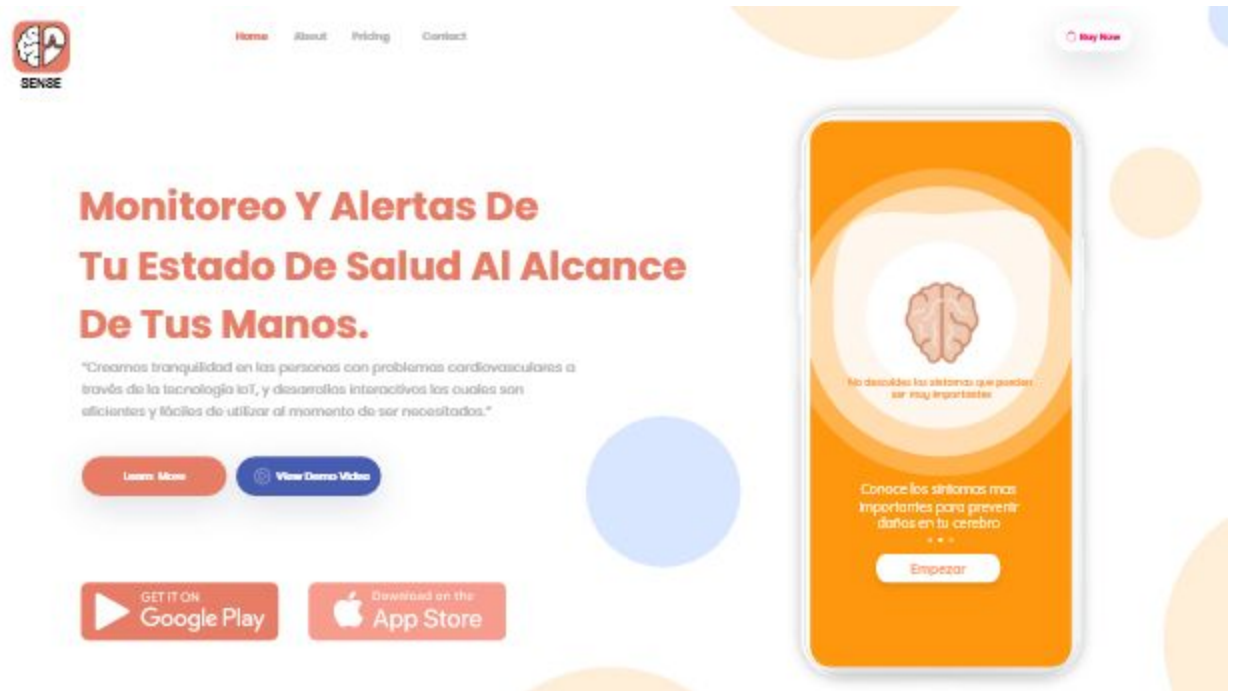 SENSE
Home About Pricing Contact
Buy Now
Monitoreo Y Alertas De
Tu Estado De Salud Al Alcance
De Tus Manos.
"Creamos tranquilidad en las personas con problemas cardiovasculares a
través de la tecnología IoT, y desarrollos interactivos los cuales son
eficientes y fáciles de utilizar al momento de ser necesitados."
Learn More
View Demo Video
GET IT ON
Google Play
Download on the
App Store
No descuides los sintomas que pueden
ser muy importantes
Conoce los sintomas mas
importantes para prevenir
daños en tu cerebro
Empezar